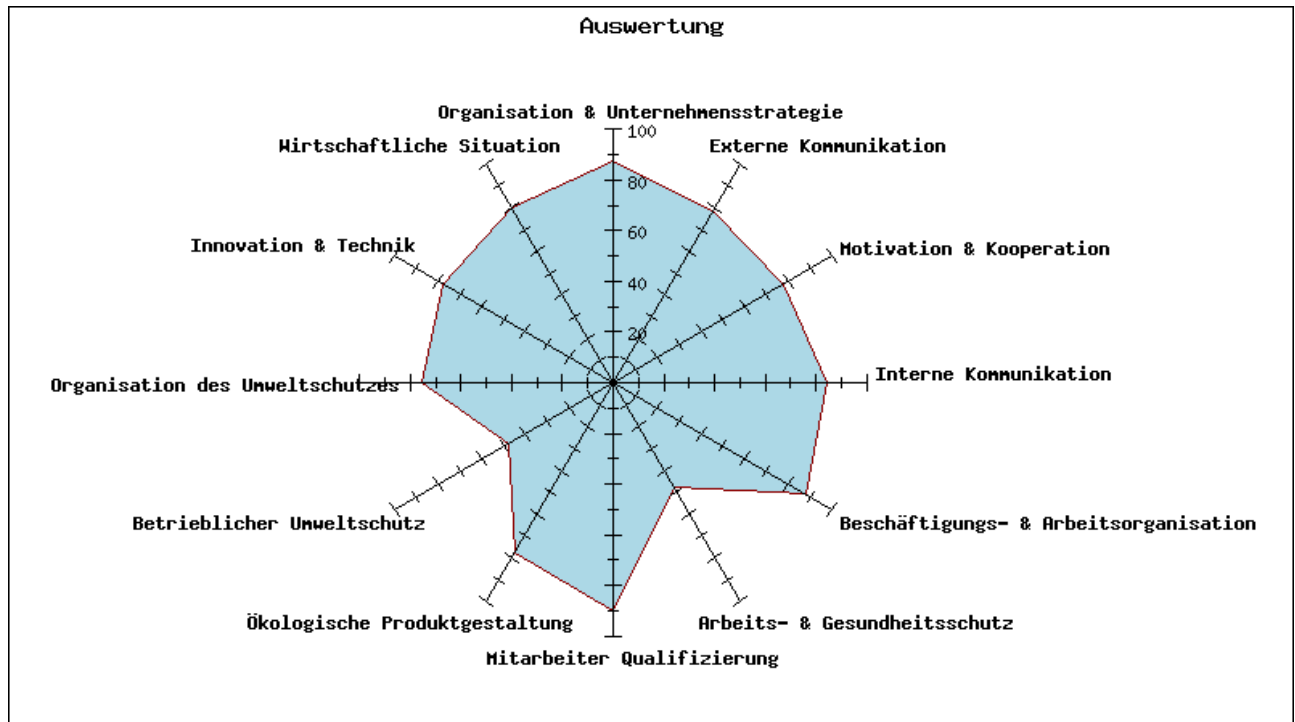 Auswertung
Organisation & Unternehmensstrategie
100
Wirtschaftliche Situation
Externe Kommunikation
80
60
Innovation & Technik
Motivation & Kooperation
40
20
Interne Kommunikation
Organisation des Umweltschutzes
Betrieblicher Umweltschutz
Beschäftigungs- & Arbeitsorganisation
Ökologische Produktgestaltung
Arbeits- & Gesundheitsschutz
Mitarbeiter Qualifizierung